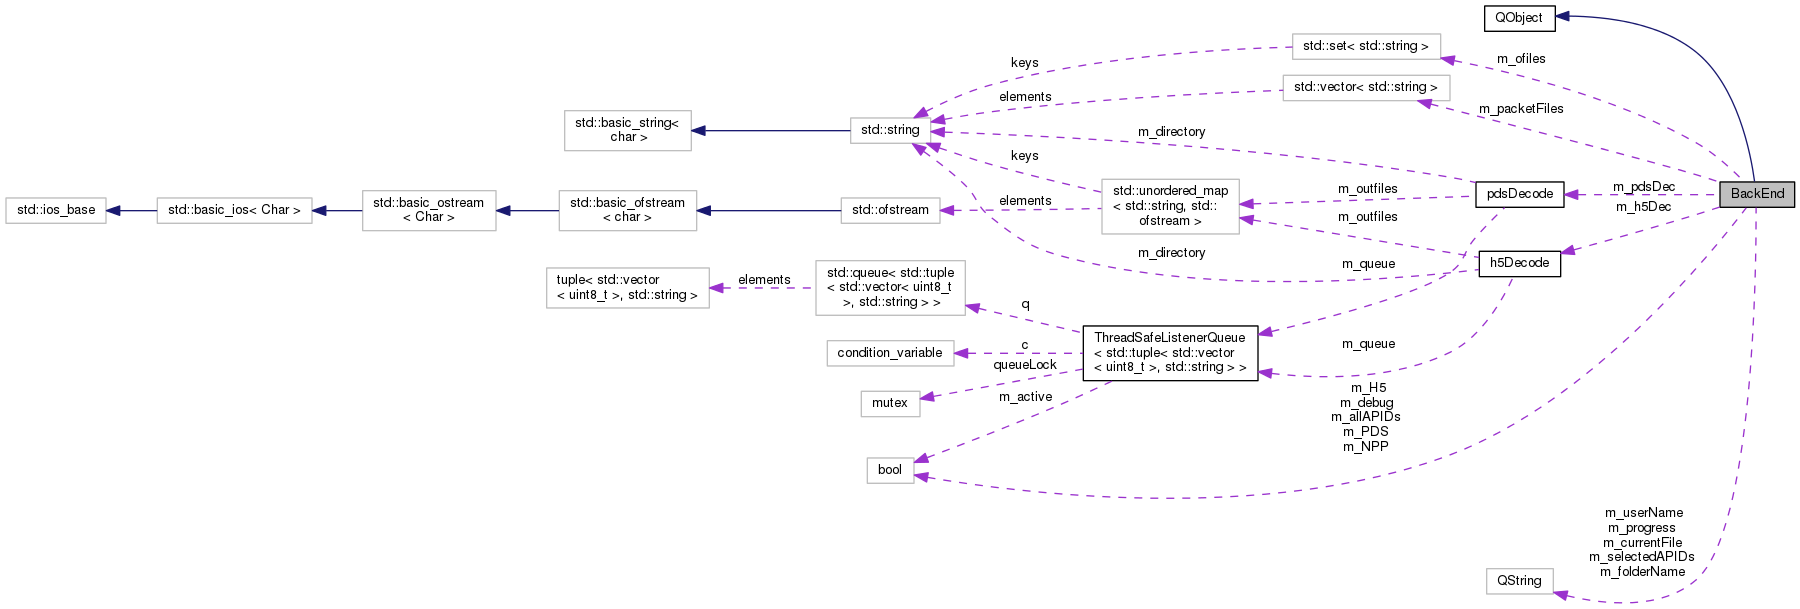 QObject
std::set< std::string >
m_ofiles
keys
std::vector< std::string >
elements
m_packetFiles
std::basic_string<
char >
std::string
m_directory
keys
m_pdsDec
BackEnd
std::unordered_map
< std::string, std::
ofstream >
m_outfiles
pdsDecode
std::ios_base
std::basic_ios< Char >
std::basic_ostream
< Char >
std::basic_ofstream
< char >
std::ofstream
elements
m_h5Dec
m_outfiles
m_directory
m_queue
h5Decode
tuple< std::vector
< uint8_t >, std::string >
elements
std::queue< std::tuple
< std::vector< uint8_t
>, std::string > >
q
ThreadSafeListenerQueue
< std::tuple< std::vector
< uint8_t >, std::string > >
m_queue
condition_variable
c
queueLock
mutex
m_active
m_H5
m_debug
m_allAPIDs
m_PDS
m_NPP
bool
m_userName
m_progress
m_currentFile
m_selectedAPIDs
m_folderName
QString